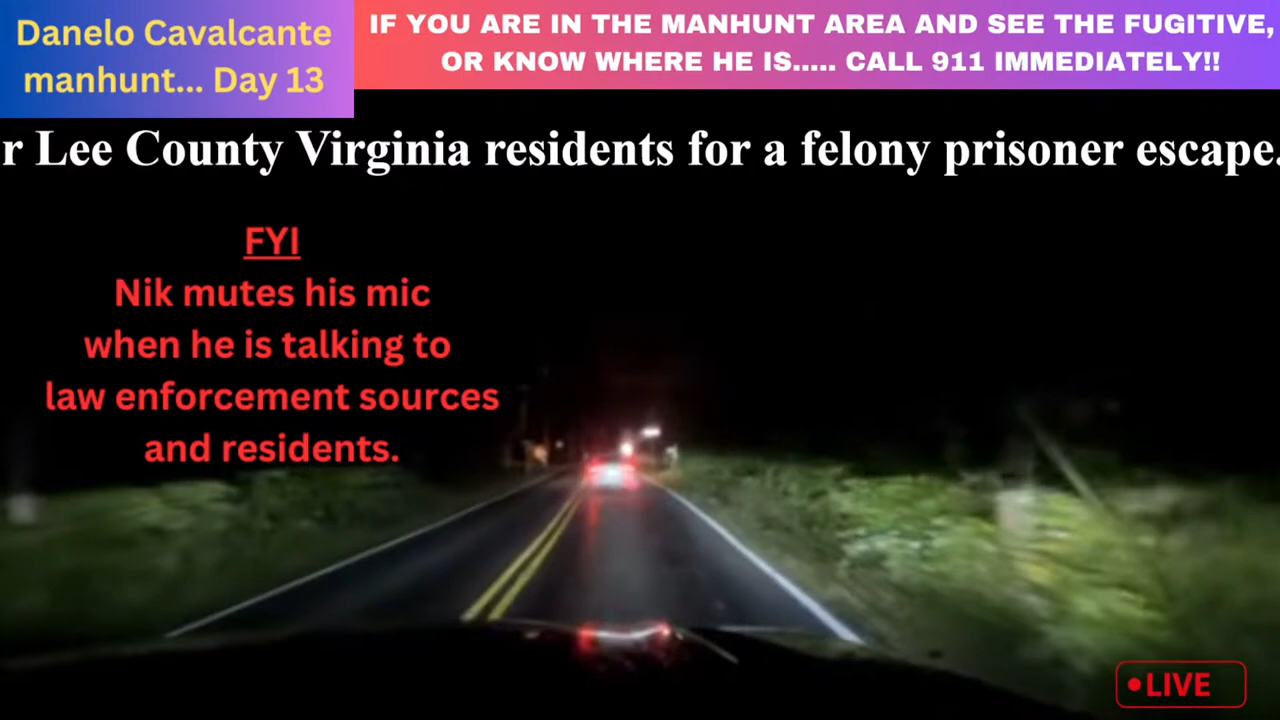 Danelo Cavalcante
manhunt... Day 13
IF YOU ARE IN THE MANHUNT AREA AND SEE THE FUGITIVE,
OR KNOW WHERE HE IS..... CALL 911 IMMEDIATELY!!
r Lee County Virginia residents for a felony prisoner escape.
FYI
Nik mutes his mic
when he is talking to
law enforcement sources
and residents.
LIVE